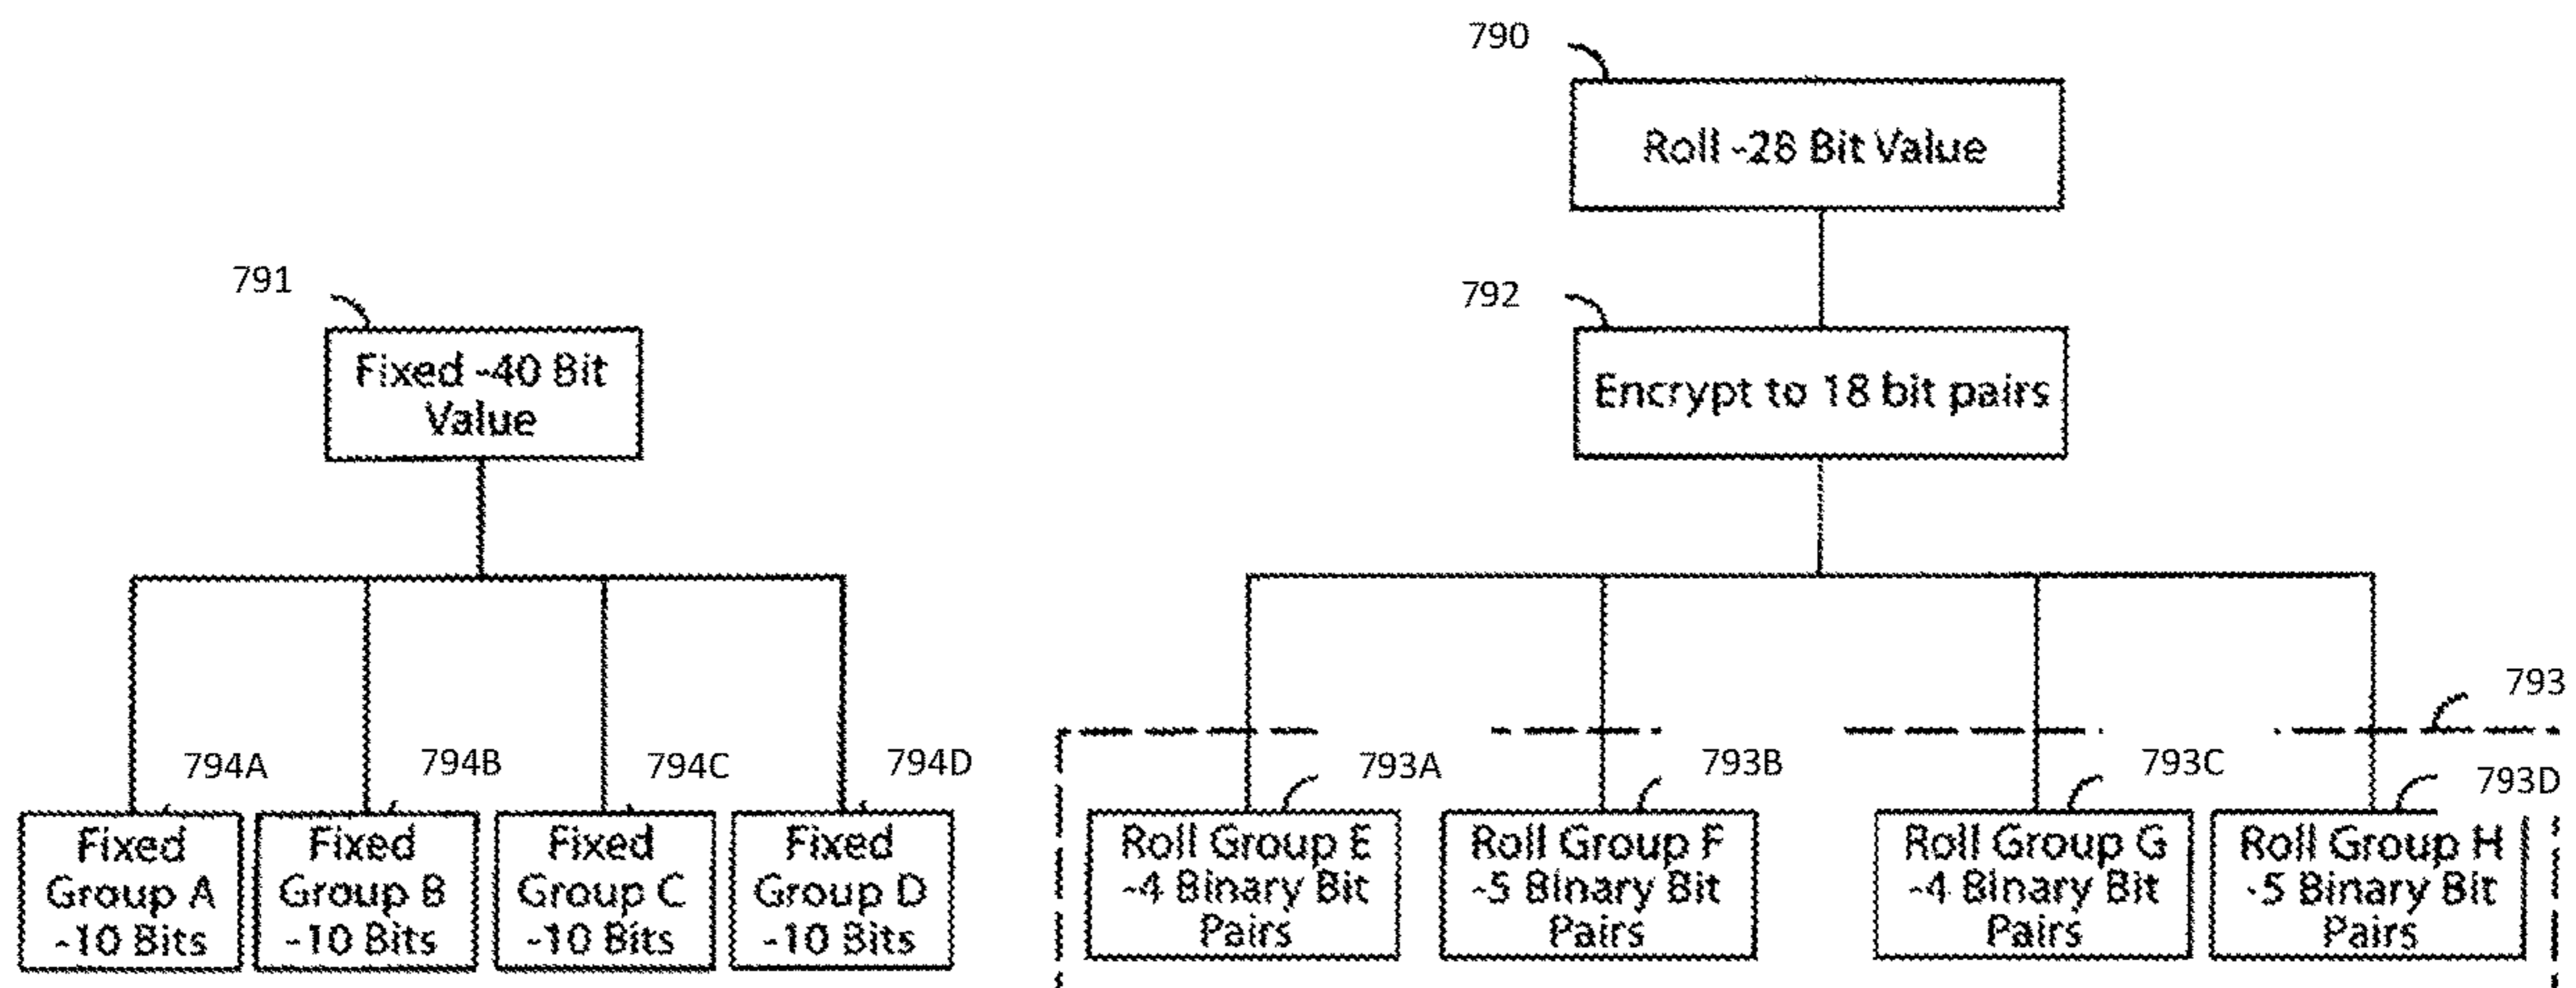 790
Roll -28 Bit Value
791
792
Fixed -40 Bit
Value
Encrypt to 18 bit pairs
793
794A
794B
794C
794D
793A
793B
793C
793D
Fixed
Group A
-10 Bits
Fixed
Group B
-10 Bits
Fixed
Group C
-10 Bits
Fixed
Group D
-10 Bits
Roll Group E
-4 Binary Bit
Pairs
Roll Group F
-5 Binary Bit
Pairs
Roll Group G
-4 Binary Bit
Pairs
Roll Group H
-5 Binary Bit
Pairs